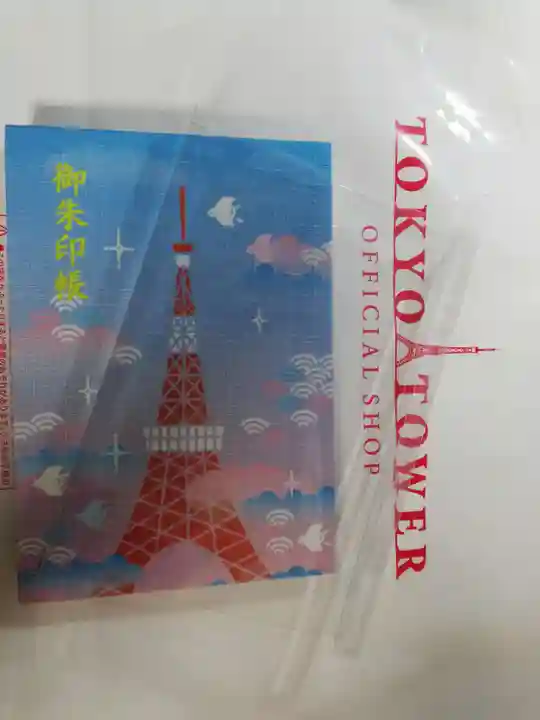 御朱印帳
TOKYO TOWER
OFFICIAL SHOP